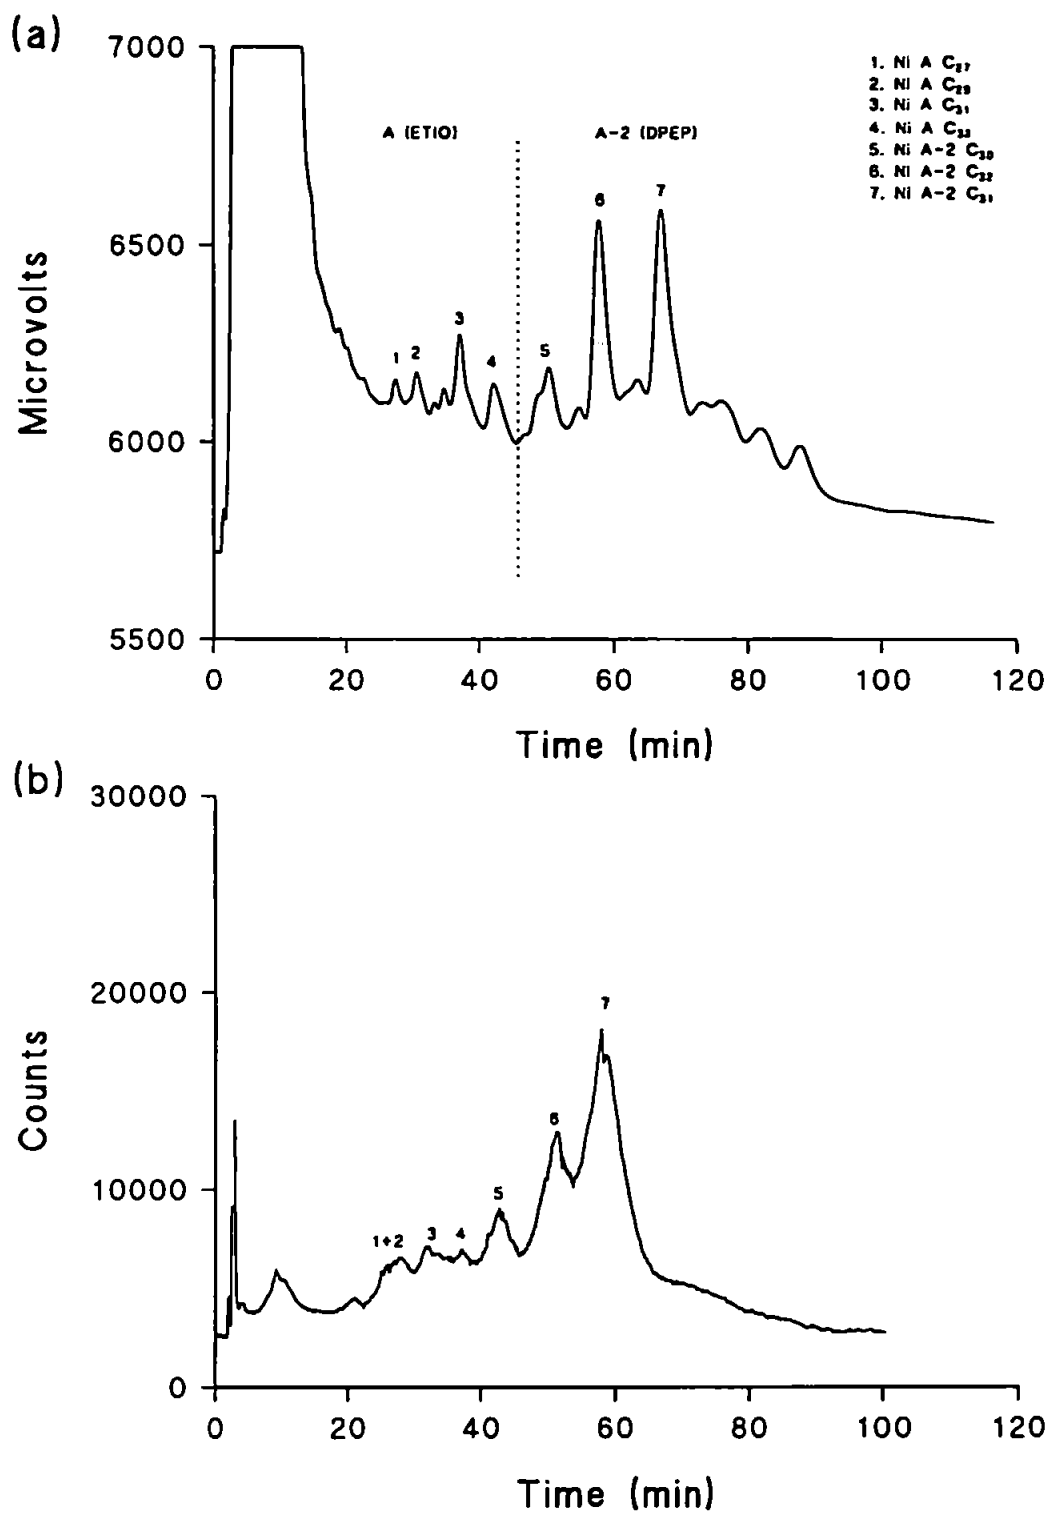 (a)
7000
6500
6000
5500
Microvolts
A (ETIO)
A-2 (DPEP)
1. Ni A C₂₇
2. Ni A C₂₉
3. Ni A C₃₁
4. Ni A C₃₃
5. Ni A-2 C₃₀
6. Ni A-2 C₃₂
7. Ni A-2 C₃₁
1
2
3
4
5
6
7
0 20 40 60 80 100 120
Time (min)
(b)
30000
20000
10000
0
Counts
1+2
3
4
5
6
7
0 20 40 60 80 100 120
Time (min)